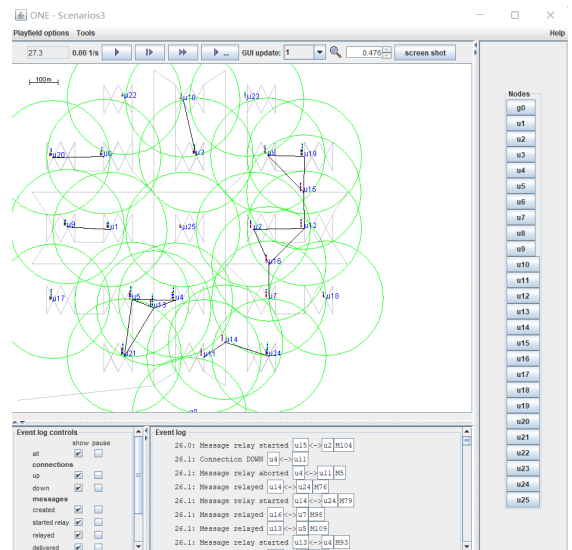 ONE - Scenarios3
Playfield options Tools Help
27.3 0.00 1/s ... GUI update: 1 0.476 screen shot
100m
u22
u10
u23
u20
u6
u3
u8
u19
u15
u9
u1
u25
u2
u12
u16
u17
u5
u4
u13
u7
u18
u14
u21
u11
u24
Nodes
g0
u1
u2
u3
u4
u5
u6
u7
u8
u9
u10
u11
u12
u13
u14
u15
u16
u17
u18
u19
u20
u21
u22
u23
u24
u25
Event log controls
show pause
all
connections
up
down
messages
created
started relay
relayed
delivered
Event log
26.0: Message relay started u15<->u2 M104
26.1: Connection DOWN u4<->u11
26.1: Message relay aborted u4<->u11 M5
26.1: Message relayed u14<->u24 M76
26.1: Message relay started u14<->u24 M79
26.1: Message relayed u16<->u7 M98
26.1: Message relayed u13<->u5 M109
26.1: Message relay started u13<->u4 M93